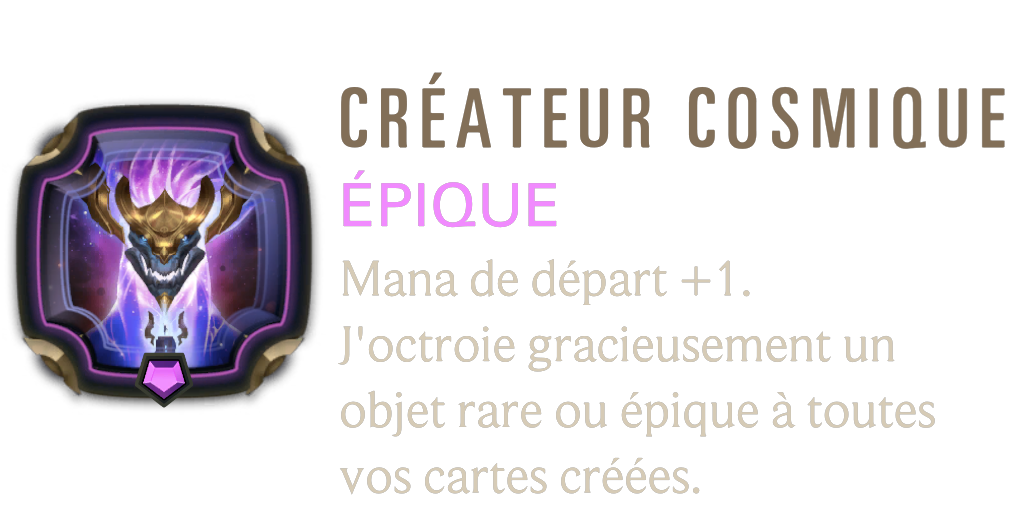 CRÉATEUR COSMIQUE
ÉPIQUE
Mana de départ +1.
J'octroie gracieusement un
objet rare ou épique à toutes
vos cartes créées.